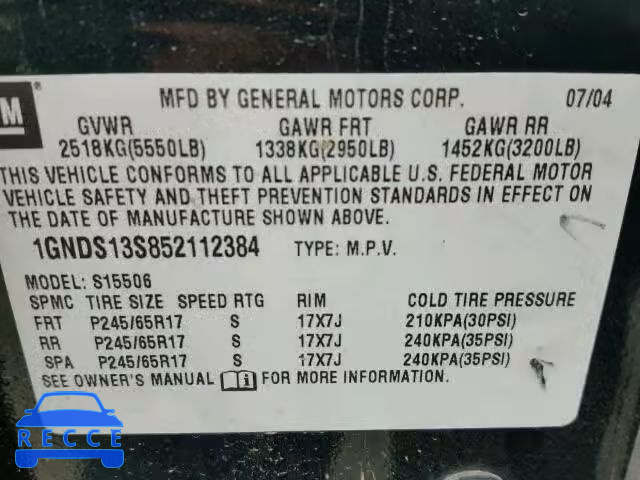 GM
®
MFD BY GENERAL MOTORS CORP. 07/04
GVWR GAWR FRT GAWR RR
2518KG(5550LB) 1338KG(2950LB) 1452KG(3200LB)
THIS VEHICLE CONFORMS TO ALL APPLICABLE U.S. FEDERAL MOTOR
VEHICLE SAFETY AND THEFT PREVENTION STANDARDS IN EFFECT ON
THE DATE OF MANUFACTURE SHOWN ABOVE.
1GNDS13S852112384 TYPE: M.P.V.
MODEL: S15506
SPMC TIRE SIZE SPEED RTG RIM COLD TIRE PRESSURE
FRT P245/65R17 S 17X7J 210KPA(30PSI)
RR P245/65R17 S 17X7J 240KPA(35PSI)
SPA P245/65R17 S 17X7J 240KPA(35PSI)
SEE OWNER'S MANUAL FOR MORE INFORMATION.
RECCE